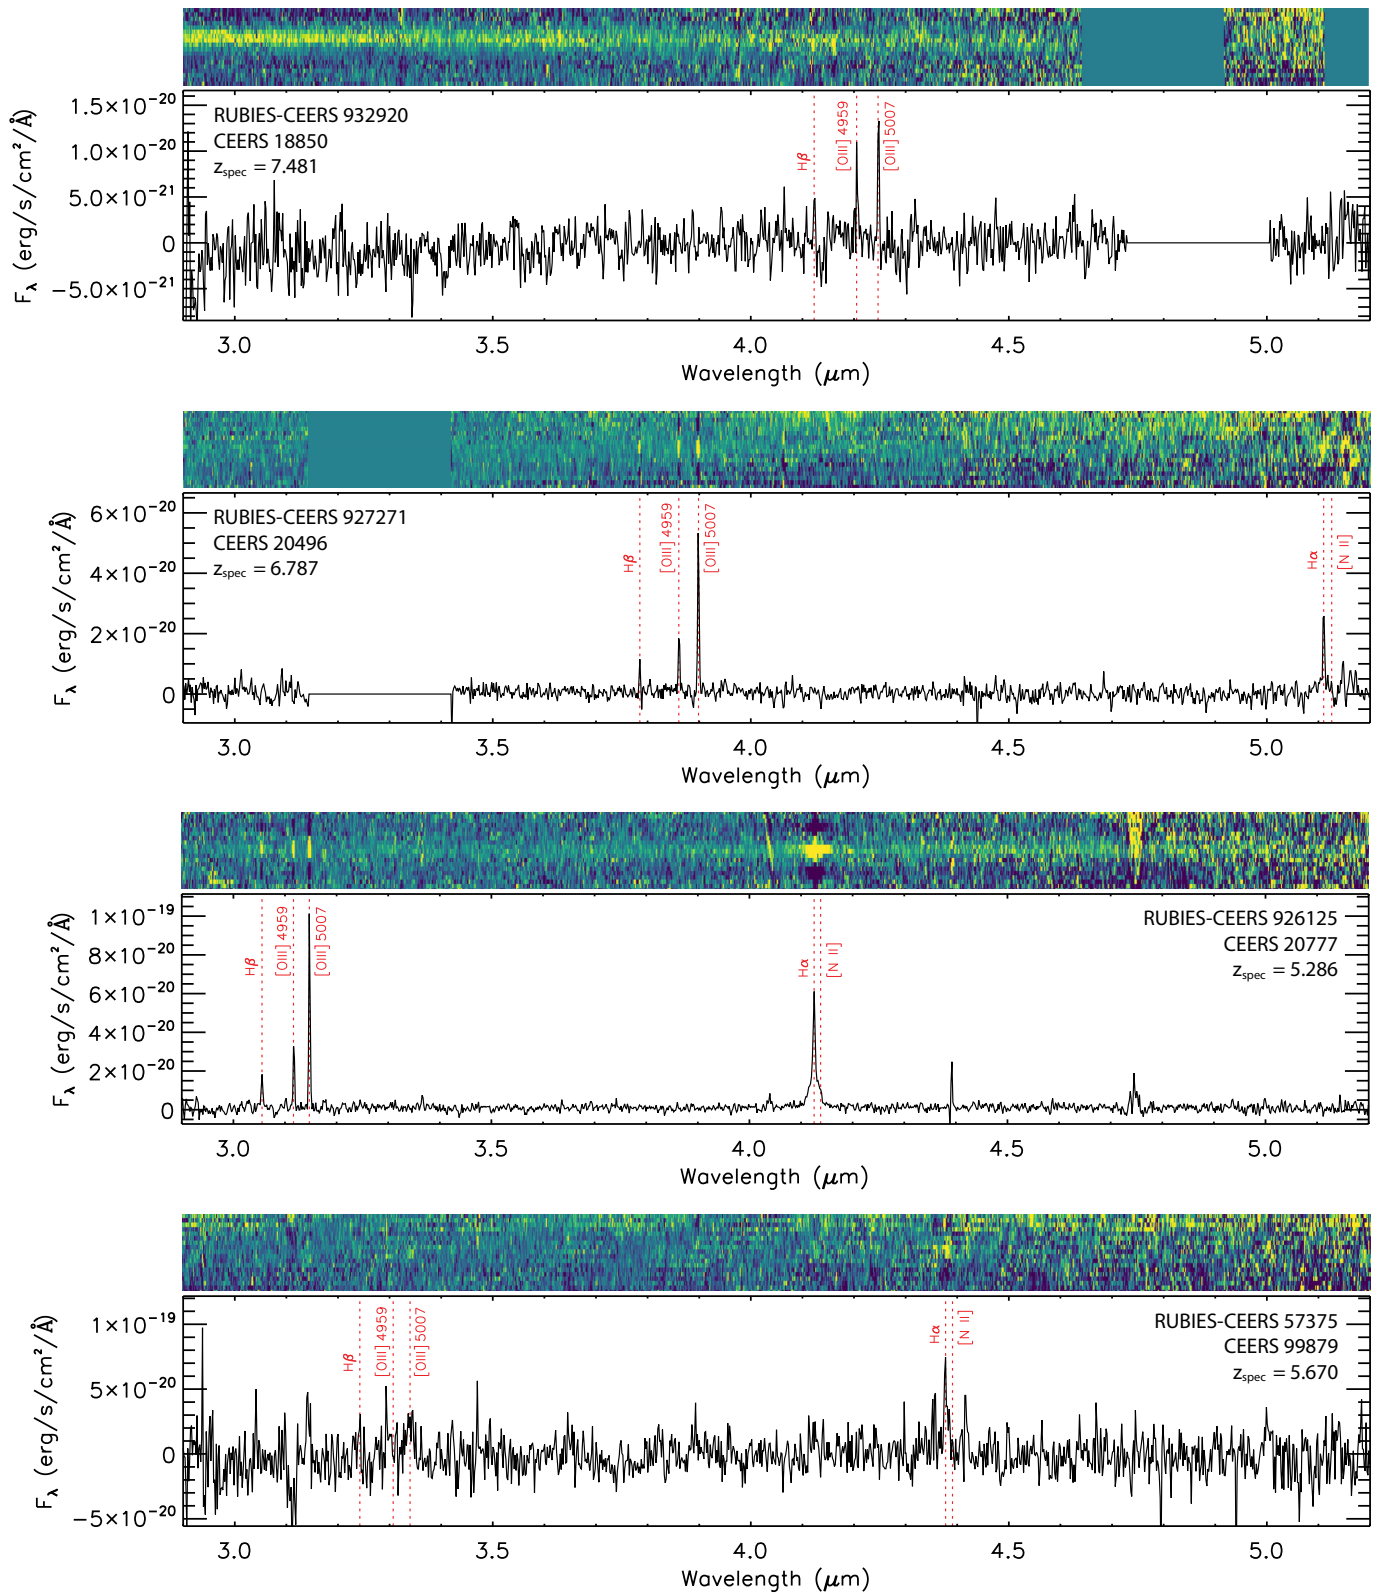 1.5×10⁻²⁰
1.0×10⁻²⁰
5.0×10⁻²¹
0
−5.0×10⁻²¹
F_λ (erg/s/cm²/Å)
RUBIES-CEERS 932920
CEERS 18850
z_spec = 7.481
Hβ
[OIII] 4959
[OIII] 5007
3.0 3.5 4.0 4.5 5.0
Wavelength (μm)
6×10⁻²⁰
4×10⁻²⁰
2×10⁻²⁰
0
F_λ (erg/s/cm²/Å)
RUBIES-CEERS 927271
CEERS 20496
z_spec = 6.787
Hβ
[OIII] 4959
[OIII] 5007
Hα
[N II]
3.0 3.5 4.0 4.5 5.0
Wavelength (μm)
1×10⁻¹⁹
8×10⁻²⁰
6×10⁻²⁰
4×10⁻²⁰
2×10⁻²⁰
0
F_λ (erg/s/cm²/Å)
Hβ
[OIII] 4959
[OIII] 5007
Hα
[N II]
RUBIES-CEERS 926125
CEERS 20777
z_spec = 5.286
3.0 3.5 4.0 4.5 5.0
Wavelength (μm)
1×10⁻¹⁹
5×10⁻²⁰
0
−5×10⁻²⁰
F_λ (erg/s/cm²/Å)
Hβ
[OIII] 4959
[OIII] 5007
Hα
[N II]
RUBIES-CEERS 57375
CEERS 99879
z_spec = 5.670
3.0 3.5 4.0 4.5 5.0
Wavelength (μm)